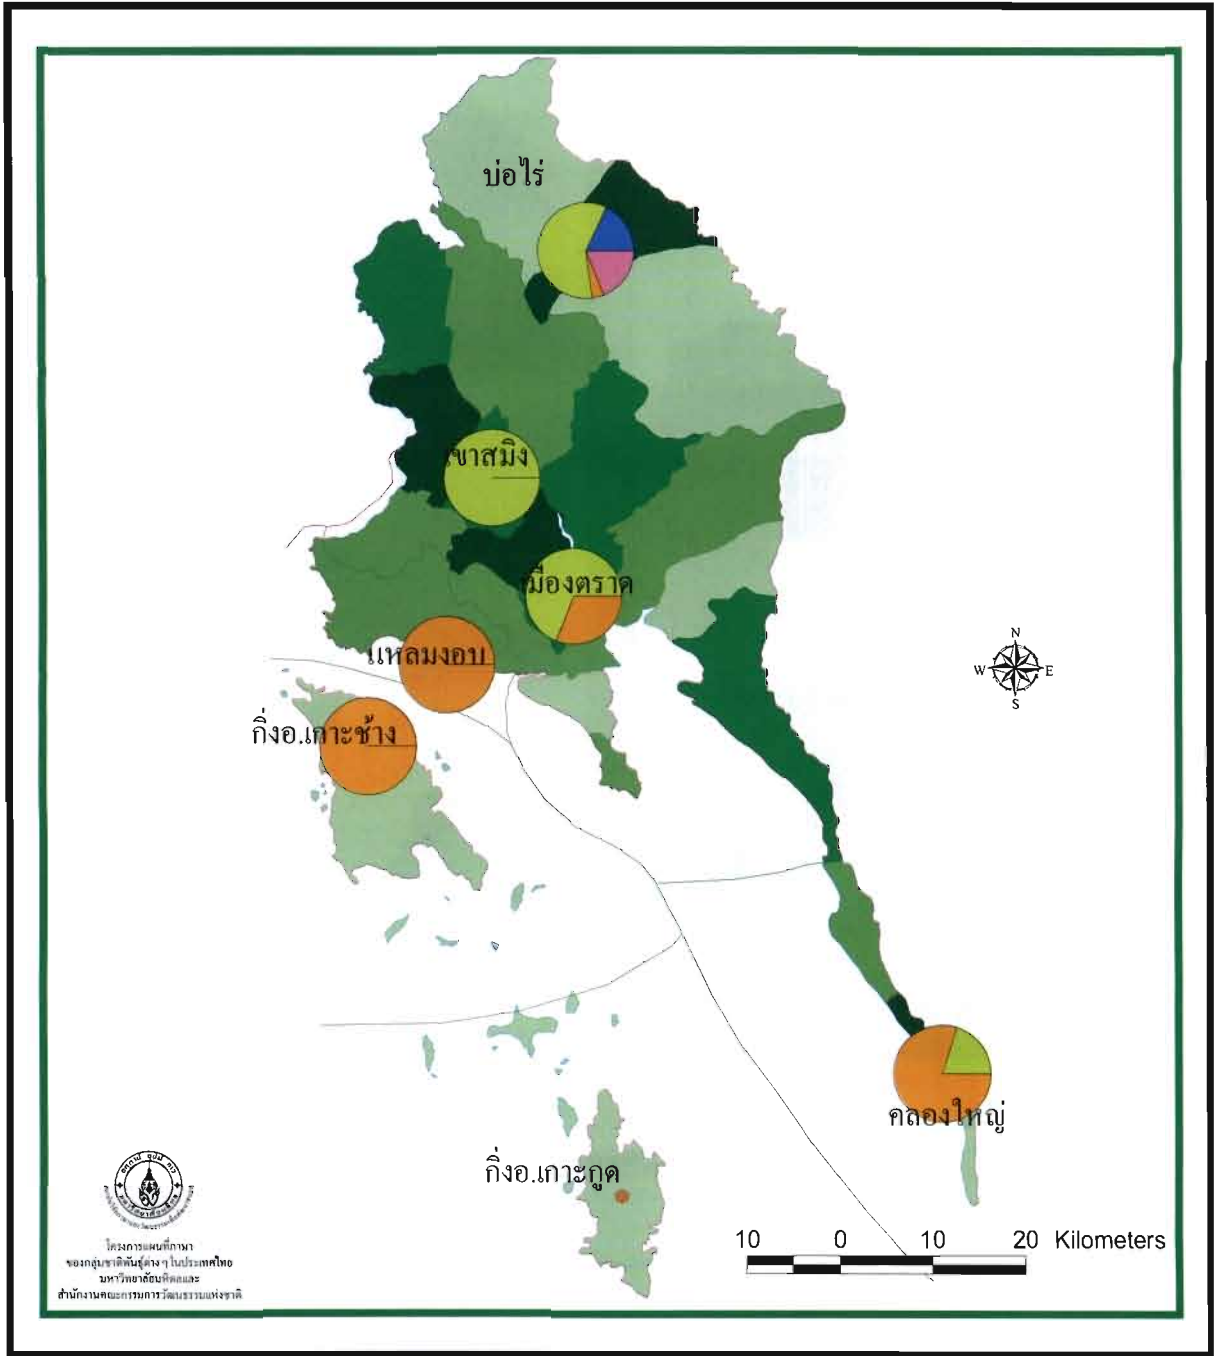 บ่อไร่
เขาสมิง
เมืองตราด
แหลมงอบ
N
W E
S
กิ่งอ.เกาะช้าง
คลองใหญ่
กิ่งอ.เกาะกูด
10 0 10 20 Kilometers
โครงการแผนที่ภาษา
ของกลุ่มชาติพันธุ์ต่าง ๆ ในประเทศไทย
มหาวิทยาลัยมหิดลและ
สำนักงานคณะกรรมการวัฒนธรรมแห่งชาติ